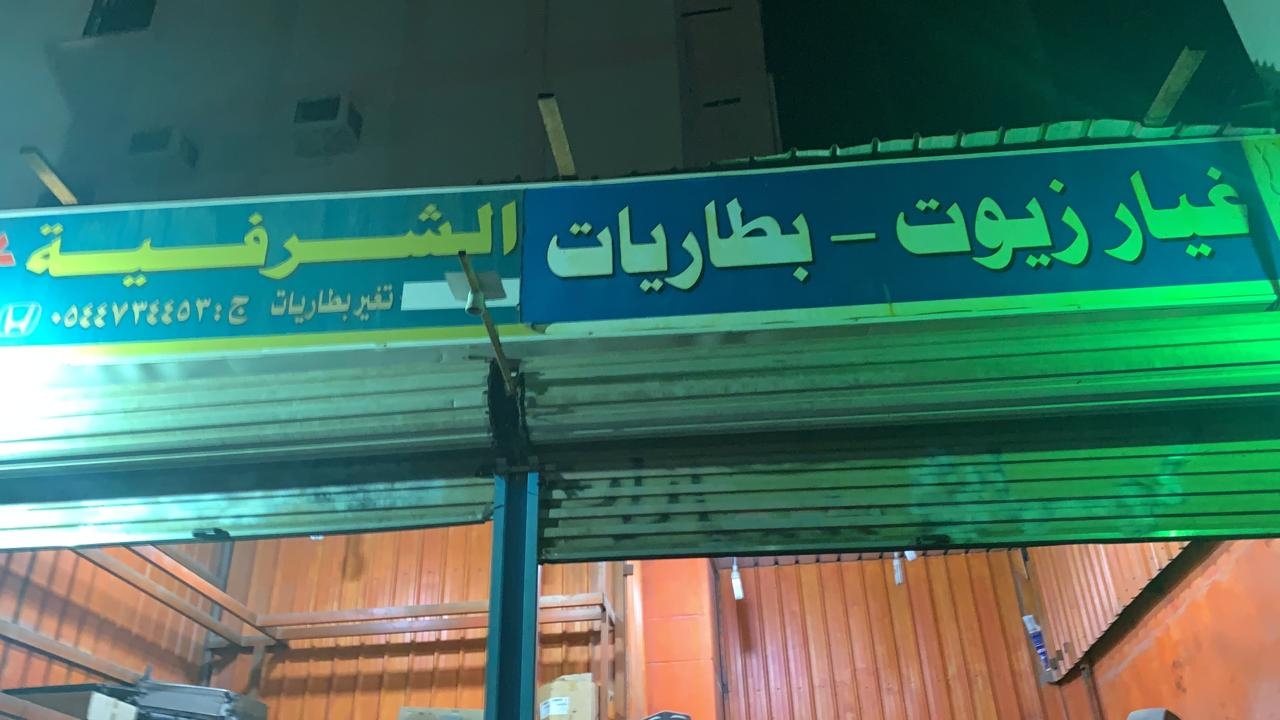 غيار زيوت - بطاريات
الشرفية
تغير بطاريات ج : ٠٥٤٤٧٣٤٤٥٣